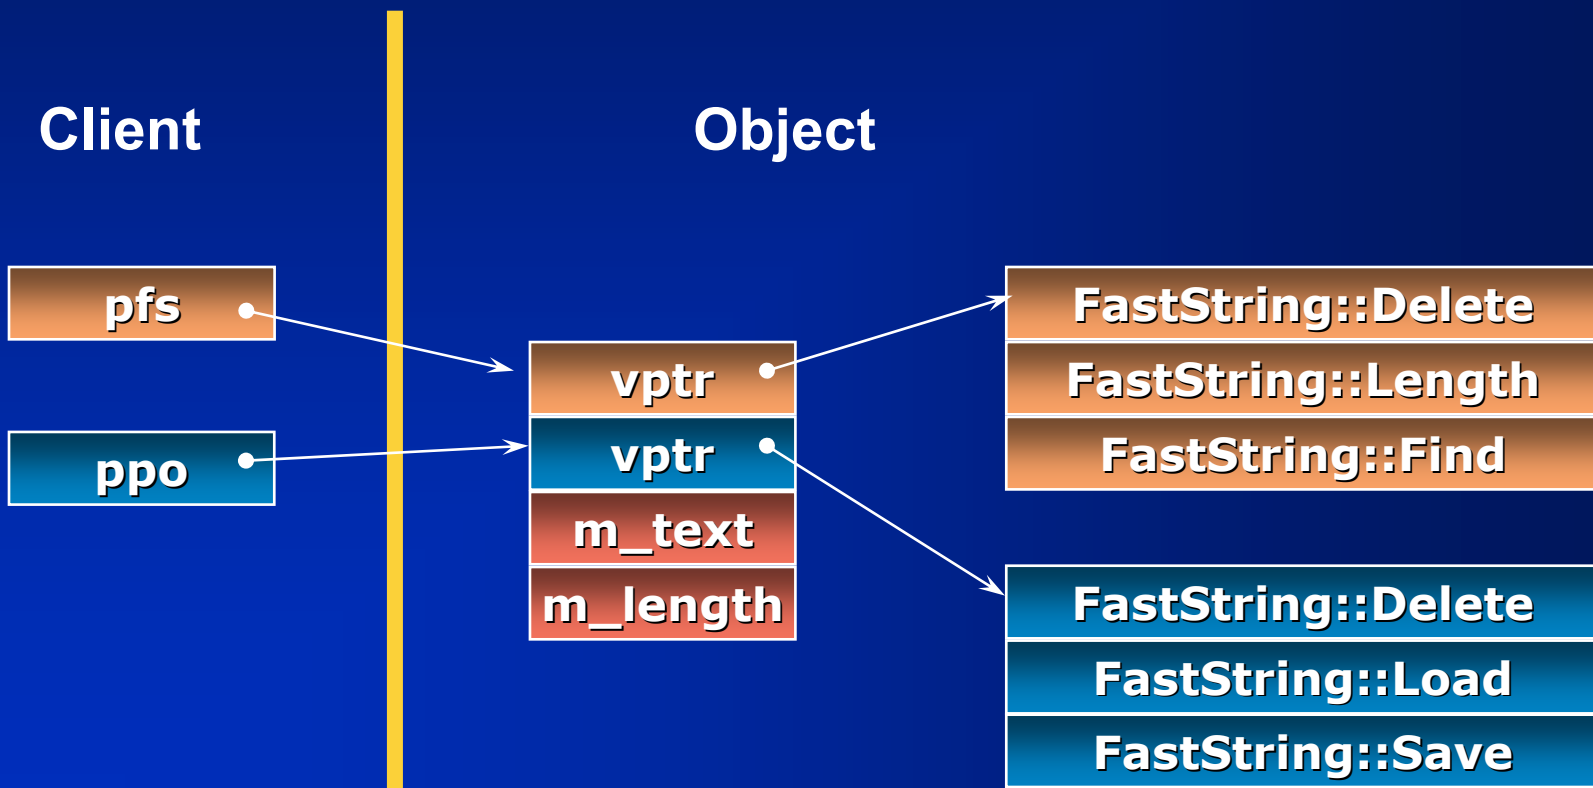 Client
Object
pfs
ppo
vptr
vptr
m_text
m_length
FastString::Delete
FastString::Length
FastString::Find
FastString::Delete
FastString::Load
FastString::Save